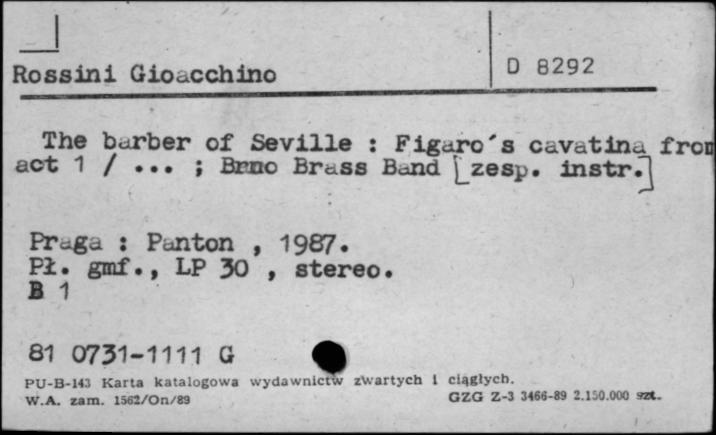 Rossini Gioacchino
D 8292
The barber of Seville : Figaro's cavatina from
act 1 / ... ; Brno Brass Band [zesp. instr.]
Praga : Panton , 1987.
Pł. gmf., LP 30 , stereo.
B 1
81 0731-1111 G
PU-B-143 Karta katalogowa wydawnictw zwartych i ciągłych.
W.A. zam. 1562/On/89
GZG Z-3 3466-89 2.150.000 szt.